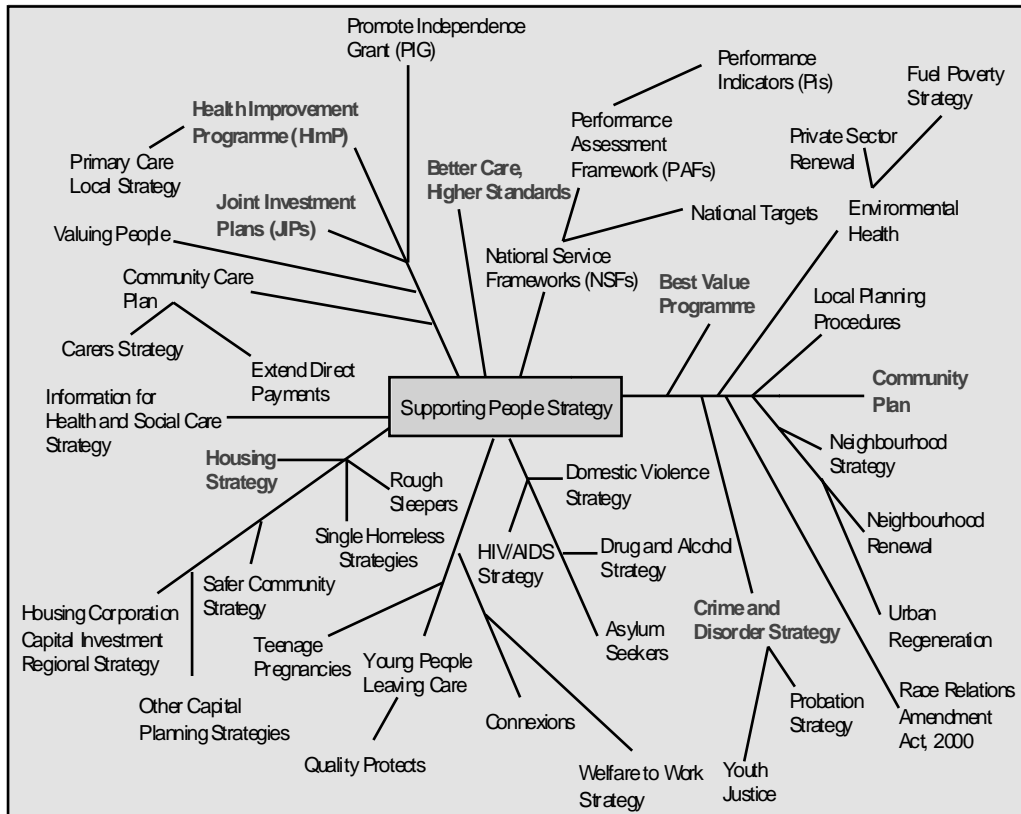 Promote Independence
Grant (PIG)
Performance
Indicators (PIs)
Fuel Poverty
Strategy
Health Improvement
Programme (HImP)
Performance
Assessment
Framework (PAFs)
Private Sector
Renewal
Primary Care
Local Strategy
Better Care,
Higher Standards
Joint Investment
Plans (JIPs)
National Targets
Environmental
Health
Valuing People
National Service
Frameworks (NSFs)
Community Care
Plan
Best Value
Programme
Local Planning
Procedures
Carers Strategy
Extend Direct
Payments
Supporting People Strategy
Community
Plan
Information for
Health and Social Care
Strategy
Housing
Strategy
Rough
Sleepers
Domestic Violence
Strategy
Neighbourhood
Strategy
Single Homeless
Strategies
HIV/AIDS
Strategy
Drug and Alcohol
Strategy
Neighbourhood
Renewal
Safer Community
Strategy
Housing Corporation
Capital Investment
Regional Strategy
Teenage
Pregnancies
Young People
Leaving Care
Asylum
Seekers
Crime and
Disorder Strategy
Urban
Regeneration
Other Capital
Planning Strategies
Connexions
Probation
Strategy
Race Relations
Amendment
Act, 2000
Quality Protects
Welfare to Work
Strategy
Youth
Justice